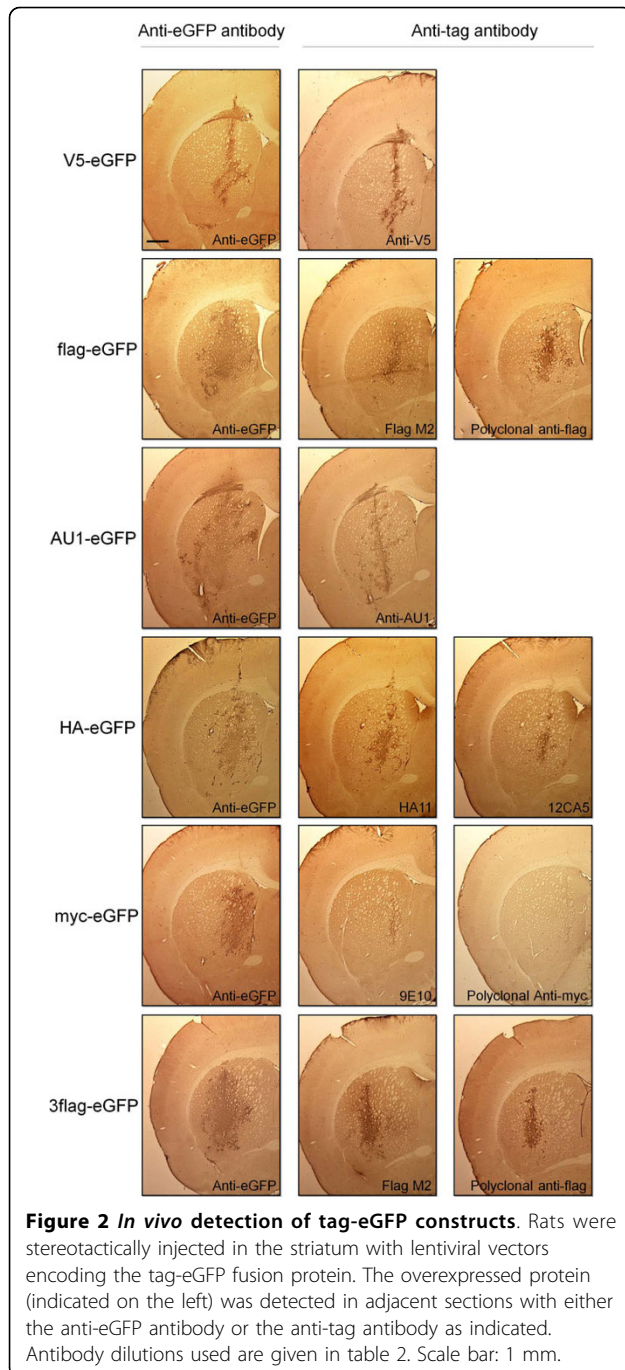 Anti-eGFP antibody Anti-tag antibody
V5-eGFP
Anti-eGFP Anti-V5
flag-eGFP
Anti-eGFP Flag M2 Polyclonal anti-flag
AU1-eGFP
Anti-eGFP Anti-AU1
HA-eGFP
Anti-eGFP HA11 12CA5
myc-eGFP
Anti-eGFP 9E10 Polyclonal Anti-myc
3flag-eGFP
Anti-eGFP Flag M2 Polyclonal anti-flag
Figure 2 In vivo detection of tag-eGFP constructs. Rats were
stereotactically injected in the striatum with lentiviral vectors
encoding the tag-eGFP fusion protein. The overexpressed protein
(indicated on the left) was detected in adjacent sections with either
the anti-eGFP antibody or the anti-tag antibody as indicated.
Antibody dilutions used are given in table 2. Scale bar: 1 mm.